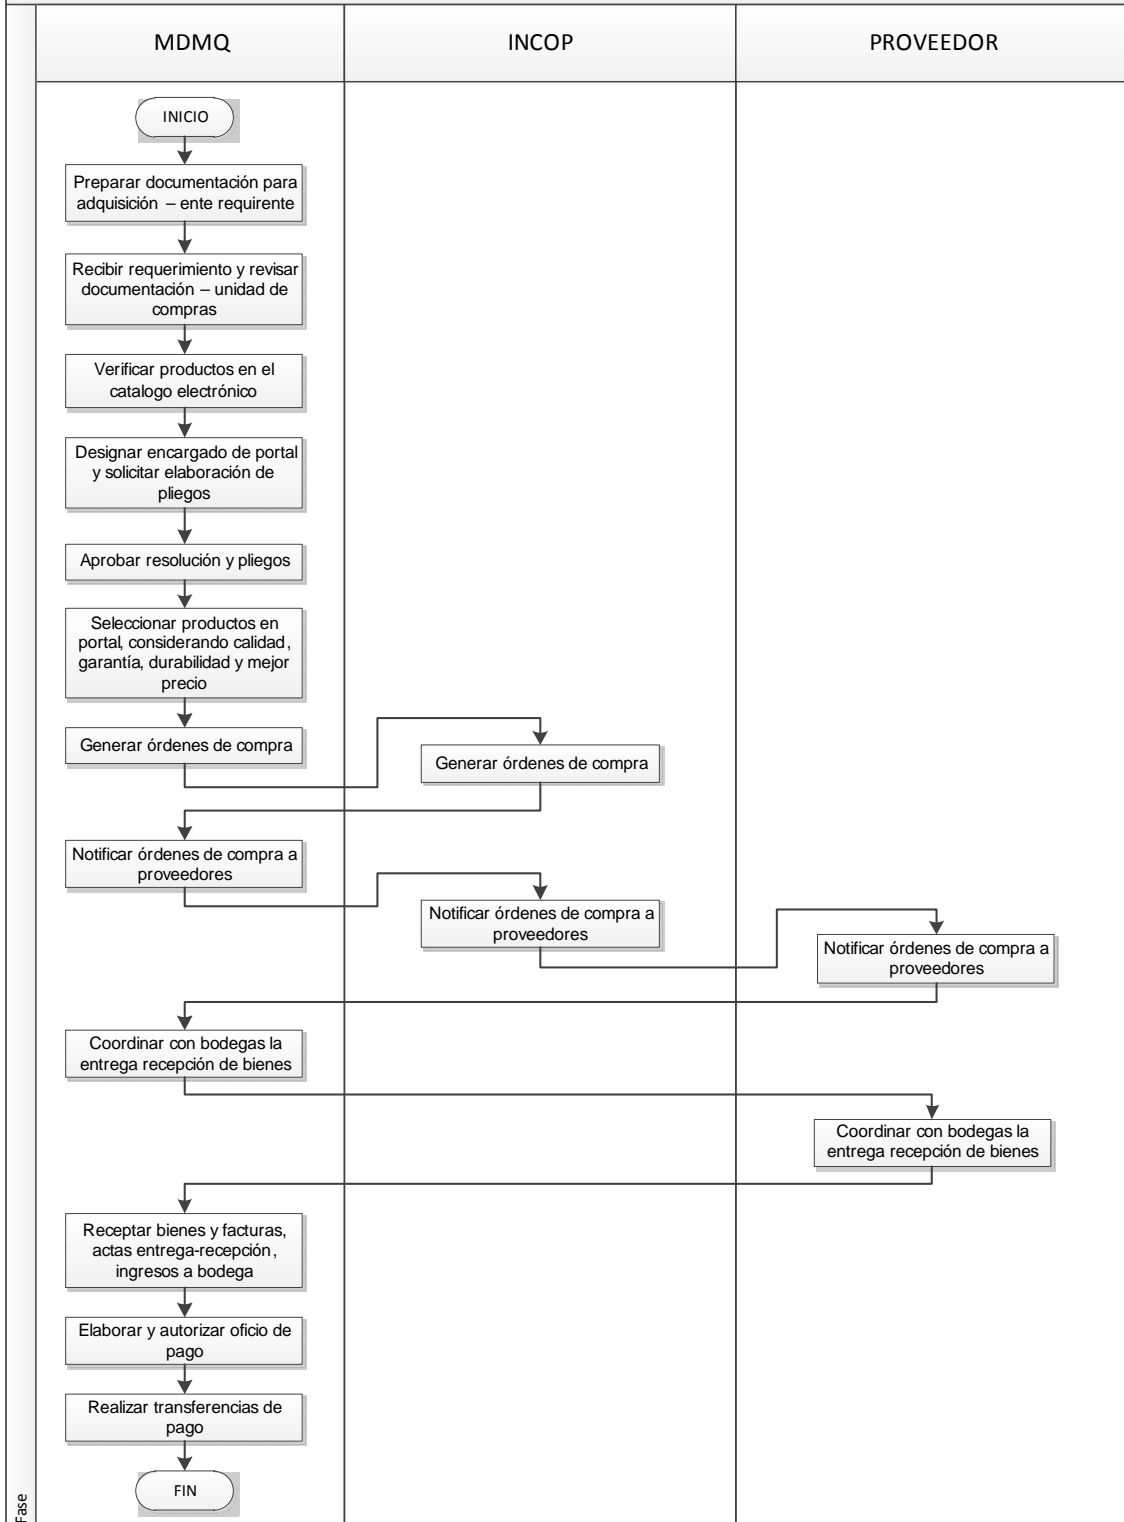 MDMQ
INCOP
PROVEEDOR
INICIO
Preparar documentación para
adquisición – ente requirente
Recibir requerimiento y revisar
documentación – unidad de
compras
Verificar productos en el
catalogo electrónico
Designar encargado de portal
y solicitar elaboración de
pliegos
Aprobar resolución y pliegos
Seleccionar productos en
portal, considerando calidad,
garantía, durabilidad y mejor
precio
Generar órdenes de compra
Generar órdenes de compra
Notificar órdenes de compra a
proveedores
Notificar órdenes de compra a
proveedores
Notificar órdenes de compra a
proveedores
Coordinar con bodegas la
entrega recepción de bienes
Coordinar con bodegas la
entrega recepción de bienes
Receptar bienes y facturas,
actas entrega-recepción,
ingresos a bodega
Elaborar y autorizar oficio de
pago
Realizar transferencias de
pago
FIN
Fase